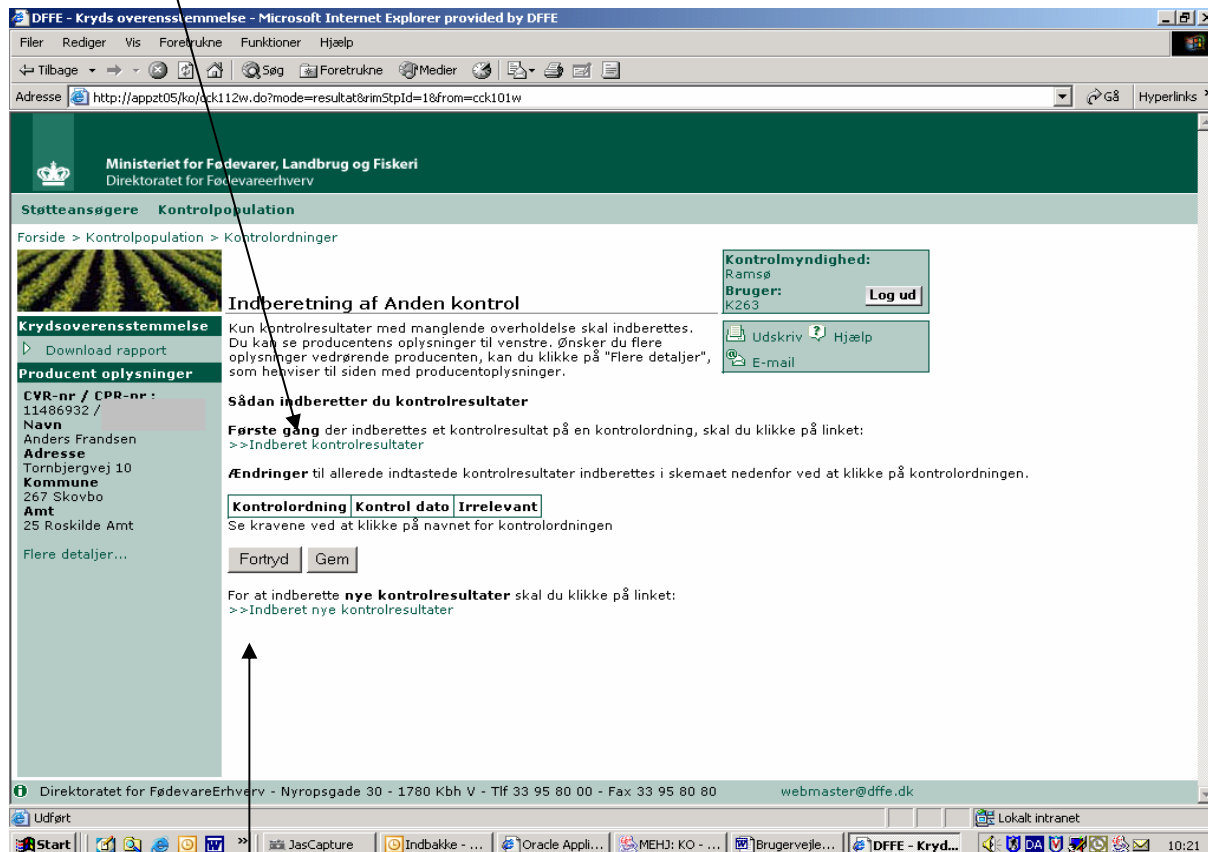 DFFE - Kryds overensstemmelse - Microsoft Internet Explorer provided by DFFE
Filer Rediger Vis Foretrukne Funktioner Hjælp
Tilbage Søg Foretrukne Medier
Adresse http://appzt05/ko/cck112w.do?mode=resultat&rimStpId=1&from=cck101w Gå Hyperlinks »
Ministeriet for Fødevarer, Landbrug og Fiskeri
Direktoratet for Fødevareerhverv
Støtteansøgere Kontrolpopulation
Forside > Kontrolpopulation > Kontrolordninger
Krydsoverensstemmelse
Download rapport
Producent oplysninger
CVR-nr / CPR-nr :
11486932 /
Navn
Anders Frandsen
Adresse
Tornbjergvej 10
Kommune
267 Skovbo
Amt
25 Roskilde Amt
Flere detaljer...
Indberetning af Anden kontrol
Kun kontrolresultater med manglende overholdelse skal indberettes.
Du kan se producentens oplysninger til venstre. Ønsker du flere
oplysninger vedrørende producenten, kan du klikke på "Flere detaljer",
som henviser til siden med producentoplysninger.
Sådan indberetter du kontrolresultater
Første gang der indberettes et kontrolresultat på en kontrolordning, skal du klikke på linket:
>>Indberet kontrolresultater
Ændringer til allerede indtastede kontrolresultater indberettes i skemaet nedenfor ved at klikke på kontrolordningen.
Kontrolordning Kontrol dato Irrelevant
Se kravene ved at klikke på navnet for kontrolordningen
Fortryd Gem
For at indberette nye kontrolresultater skal du klikke på linket:
>>Indberet nye kontrolresultater
Kontrolmyndighed:
Ramsø
Bruger:
K263 Log ud
Udskriv Hjælp
E-mail
Direktoratet for FødevareErhverv - Nyropsgade 30 - 1780 Kbh V - Tlf 33 95 80 00 - Fax 33 95 80 80 webmaster@dffe.dk
Udført Lokalt intranet
Start » JasCapture Indbakke - ... Oracle Appli... MEHJ: KO - ... Brugervejle... DFFE - Kryd... DA 10:21